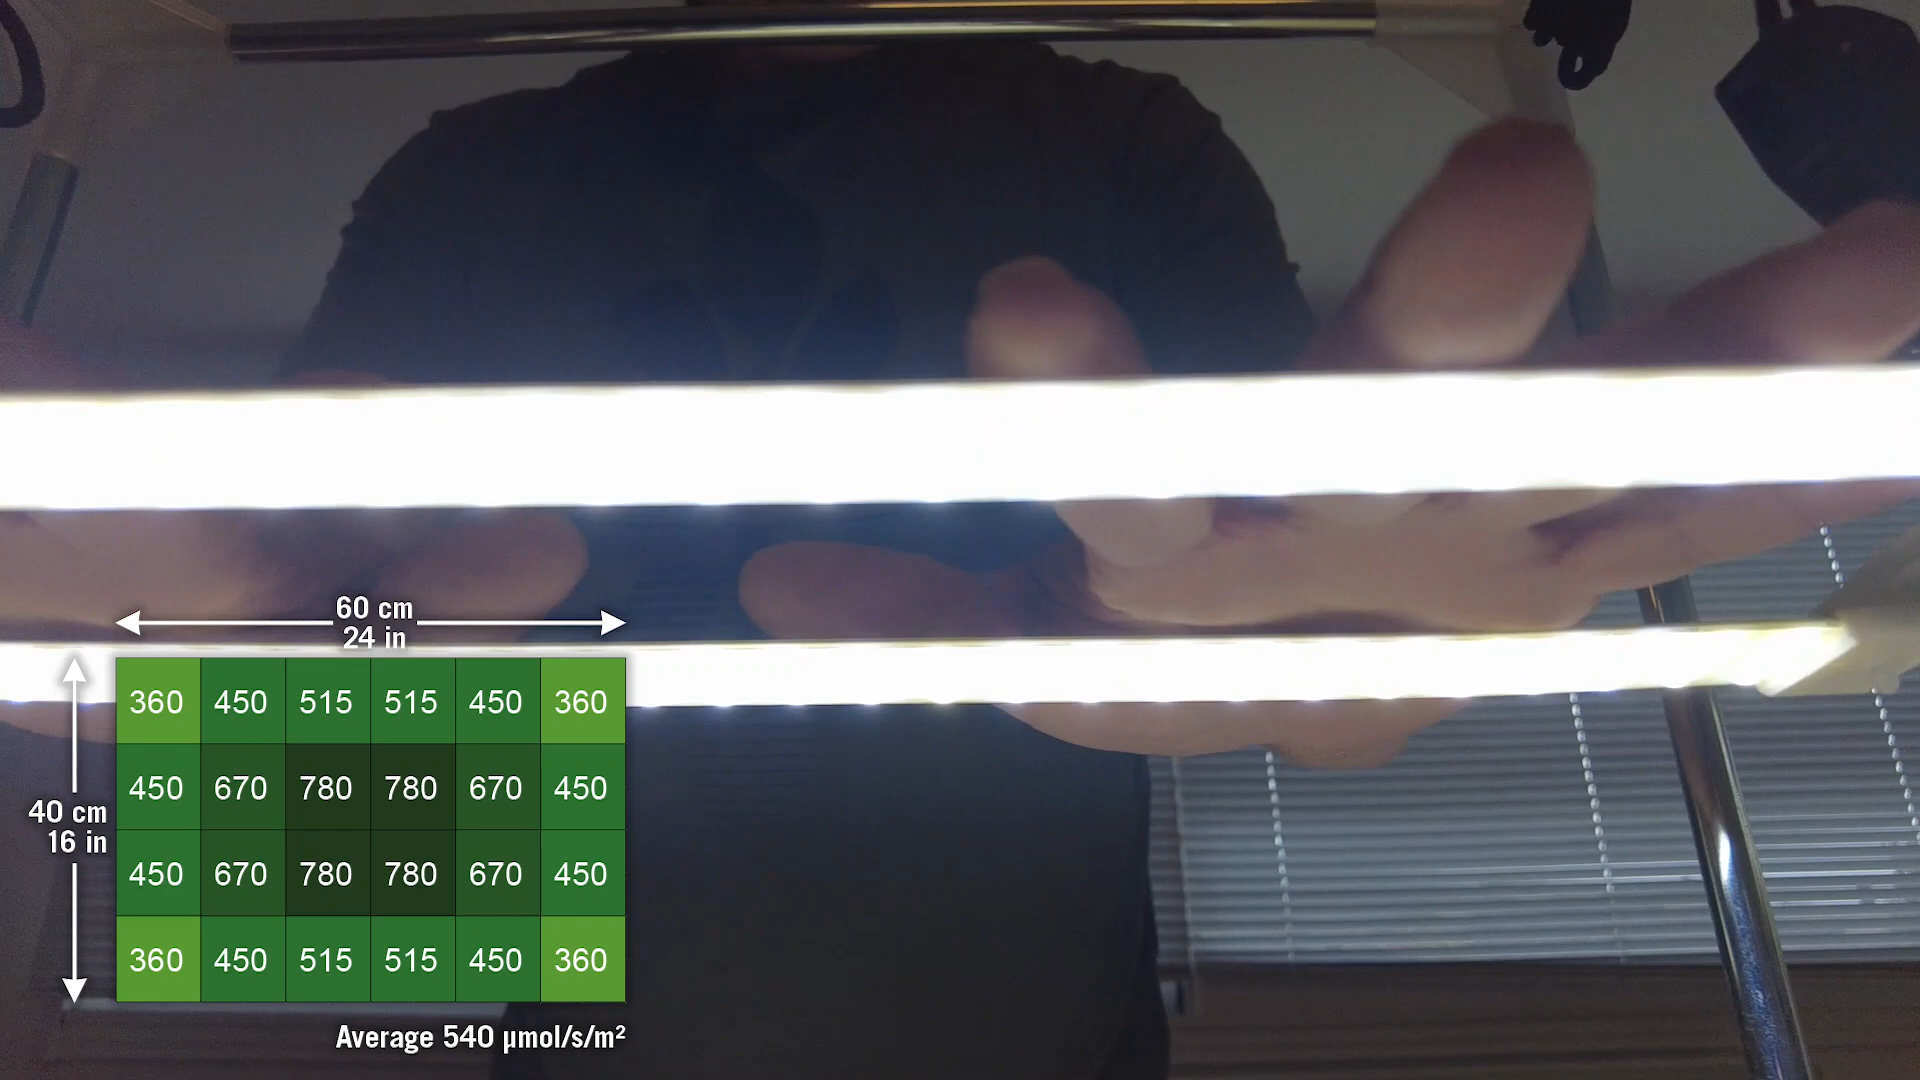 60 cm
24 in
40 cm
16 in
360 450 515 515 450 360
450 670 780 780 670 450
450 670 780 780 670 450
360 450 515 515 450 360
Average 540 µmol/s/m²